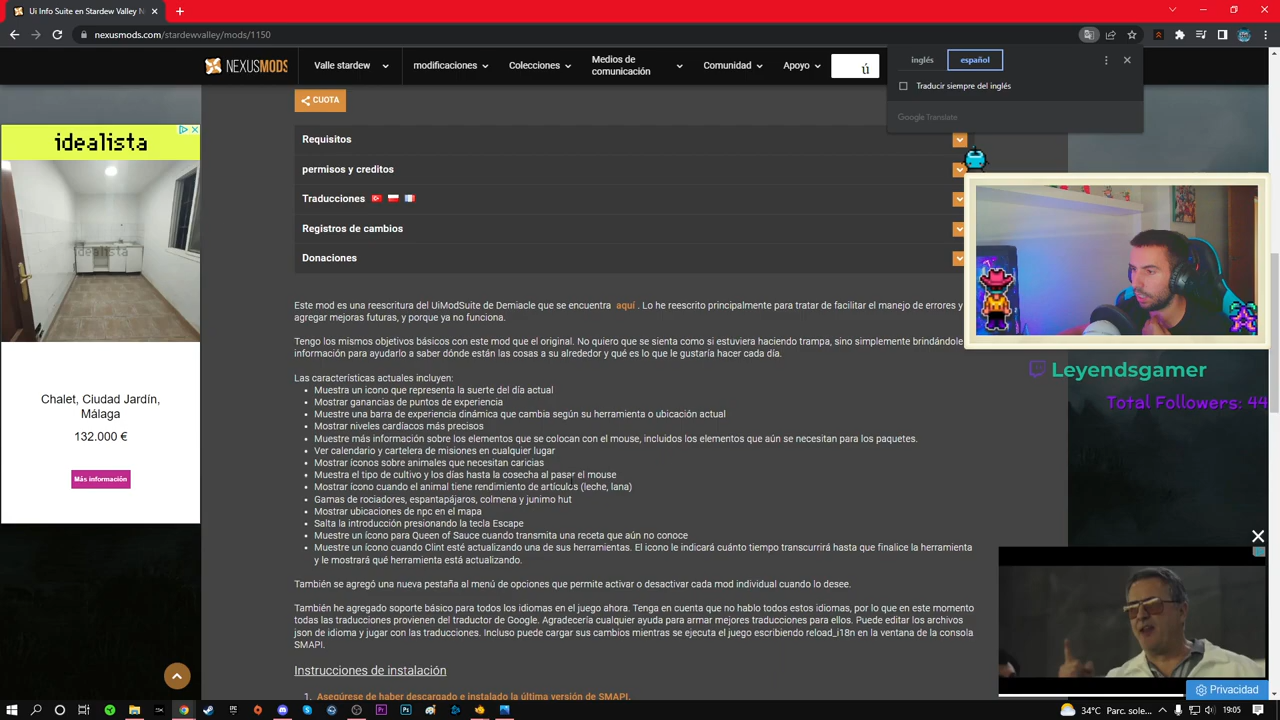 Ui Info Suite en Stardew Valley N
nexusmods.com/stardewvalley/mods/1150
NEXUSMODS
Valle stardew
modificaciones
Colecciones
Medios de
comunicación
Comunidad
Apoyo
ú
inglés
español
Traducir siempre del inglés
Google Translate
CUOTA
Requisitos
permisos y creditos
Traducciones
Registros de cambios
Donaciones
idealista
idealista
Chalet, Ciudad Jardín,
Málaga
132.000 €
Más información
Este mod es una reescritura del UiModSuite de Demiacle que se encuentra aquí . Lo he reescrito principalmente para tratar de facilitar el manejo de errores y
agregar mejoras futuras, y porque ya no funciona.
Tengo los mismos objetivos básicos con este mod que el original. No quiero que se sienta como si estuviera haciendo trampa, sino simplemente brindándole
información para ayudarlo a saber dónde están las cosas a su alrededor y qué es lo que le gustaría hacer cada día.
Las características actuales incluyen:
• Muestra un icono que representa la suerte del día actual
• Mostrar ganancias de puntos de experiencia
• Muestre una barra de experiencia dinámica que cambia según su herramienta o ubicación actual
• Mostrar niveles cardíacos más precisos
• Muestre más información sobre los elementos que se colocan con el mouse, incluidos los elementos que aún se necesitan para los paquetes.
• Ver calendario y cartelera de misiones en cualquier lugar
• Mostrar íconos sobre animales que necesitan caricias
• Muestra el tipo de cultivo y los días hasta la cosecha al pasar el mouse
• Mostrar ícono cuando el animal tiene rendimiento de artículos (leche, lana)
• Gamas de rociadores, espantapájaros, colmena y junimo hut
• Mostrar ubicaciones de npc en el mapa
• Salta la introducción presionando la tecla Escape
• Muestre un ícono para Queen of Sauce cuando transmita una receta que aún no conoce
• Muestre un ícono cuando Clint esté actualizando una de sus herramientas. El icono le indicará cuánto tiempo transcurrirá hasta que finalice la herramienta
y le mostrará qué herramienta está actualizando.
También se agregó una nueva pestaña al menú de opciones que permite activar o desactivar cada mod individual cuando lo desee.
También he agregado soporte básico para todos los idiomas en el juego ahora. Tenga en cuenta que no hablo todos estos idiomas, por lo que en este momento
todas las traducciones provienen del traductor de Google. Agradecería cualquier ayuda para armar mejores traducciones para ellos. Puede editar los archivos
json de idioma y jugar con las traducciones. Incluso puede cargar sus cambios mientras se ejecuta el juego escribiendo reload_i18n en la ventana de la consola
SMAPI.
Instrucciones de instalación
1. Asegúrese de haber descargado e instalado la última versión de SMAPI.
Leyendsgamer
Total Followers: 44
Privacidad
34°C Parc. sole...
19:05